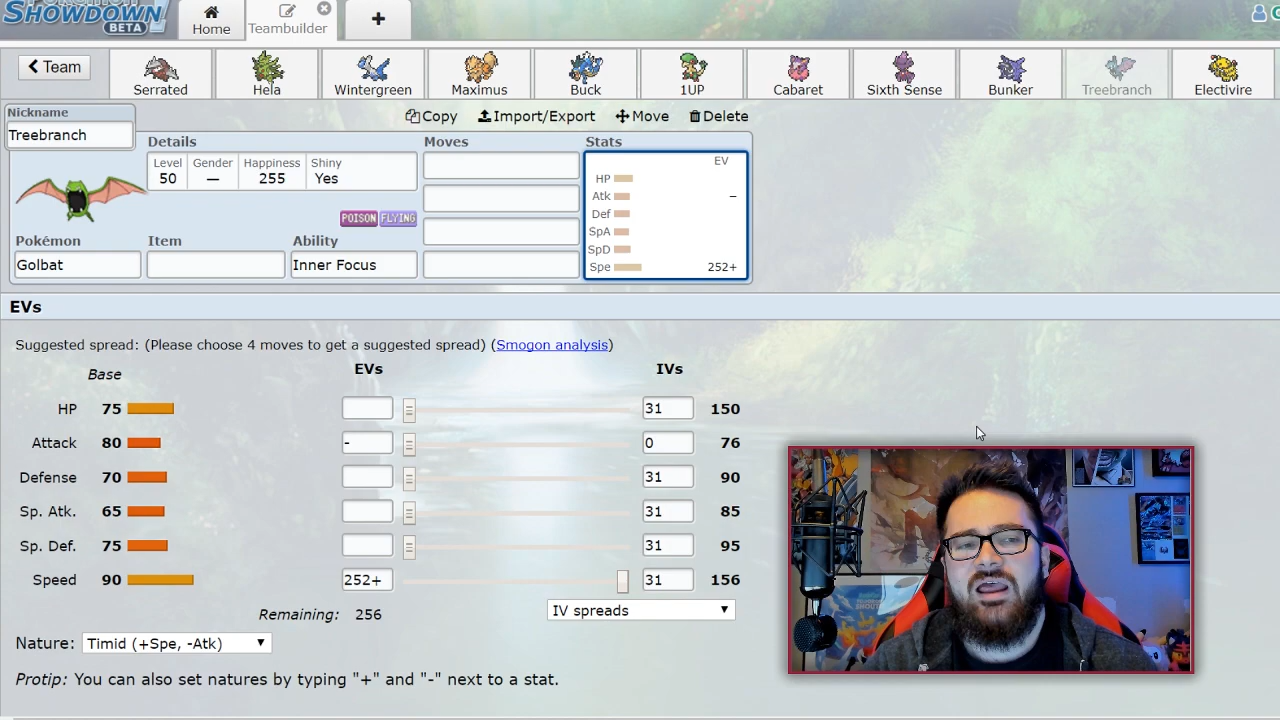 SHOWDOWN
BETA
Home
Teambuilder
+
Team
Serrated
Hela
Wintergreen
Maximus
Buck
1UP
Cabaret
Sixth Sense
Bunker
Treebranch
Electivire
Nickname
Treebranch
Copy
Import/Export
Move
Delete
Details
Moves
Stats
Level
Gender
Happiness
Shiny
50
—
255
Yes
EV
HP
Atk –
Def
SpA
SpD
Spe 252+
POISON FLYING
Pokémon
Item
Ability
Golbat
Inner Focus
EVs
Suggested spread: (Please choose 4 moves to get a suggested spread) (Smogon analysis)
Base EVs IVs
HP 75 31 150
Attack 80 - 0 76
Defense 70 31 90
Sp. Atk. 65 31 85
Sp. Def. 75 31 95
Speed 90 252+ 31 156
Remaining: 256
IV spreads
Nature: Timid (+Spe, -Atk)
Protip: You can also set natures by typing "+" and "-" next to a stat.